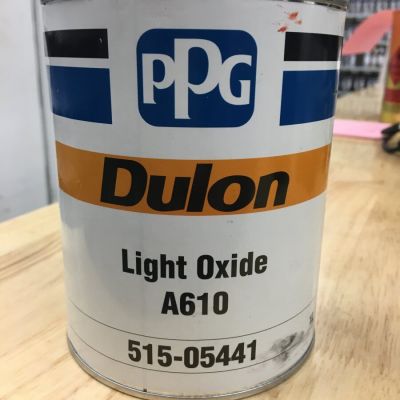 PPG
Dulon
Light Oxide
A610
515-05441